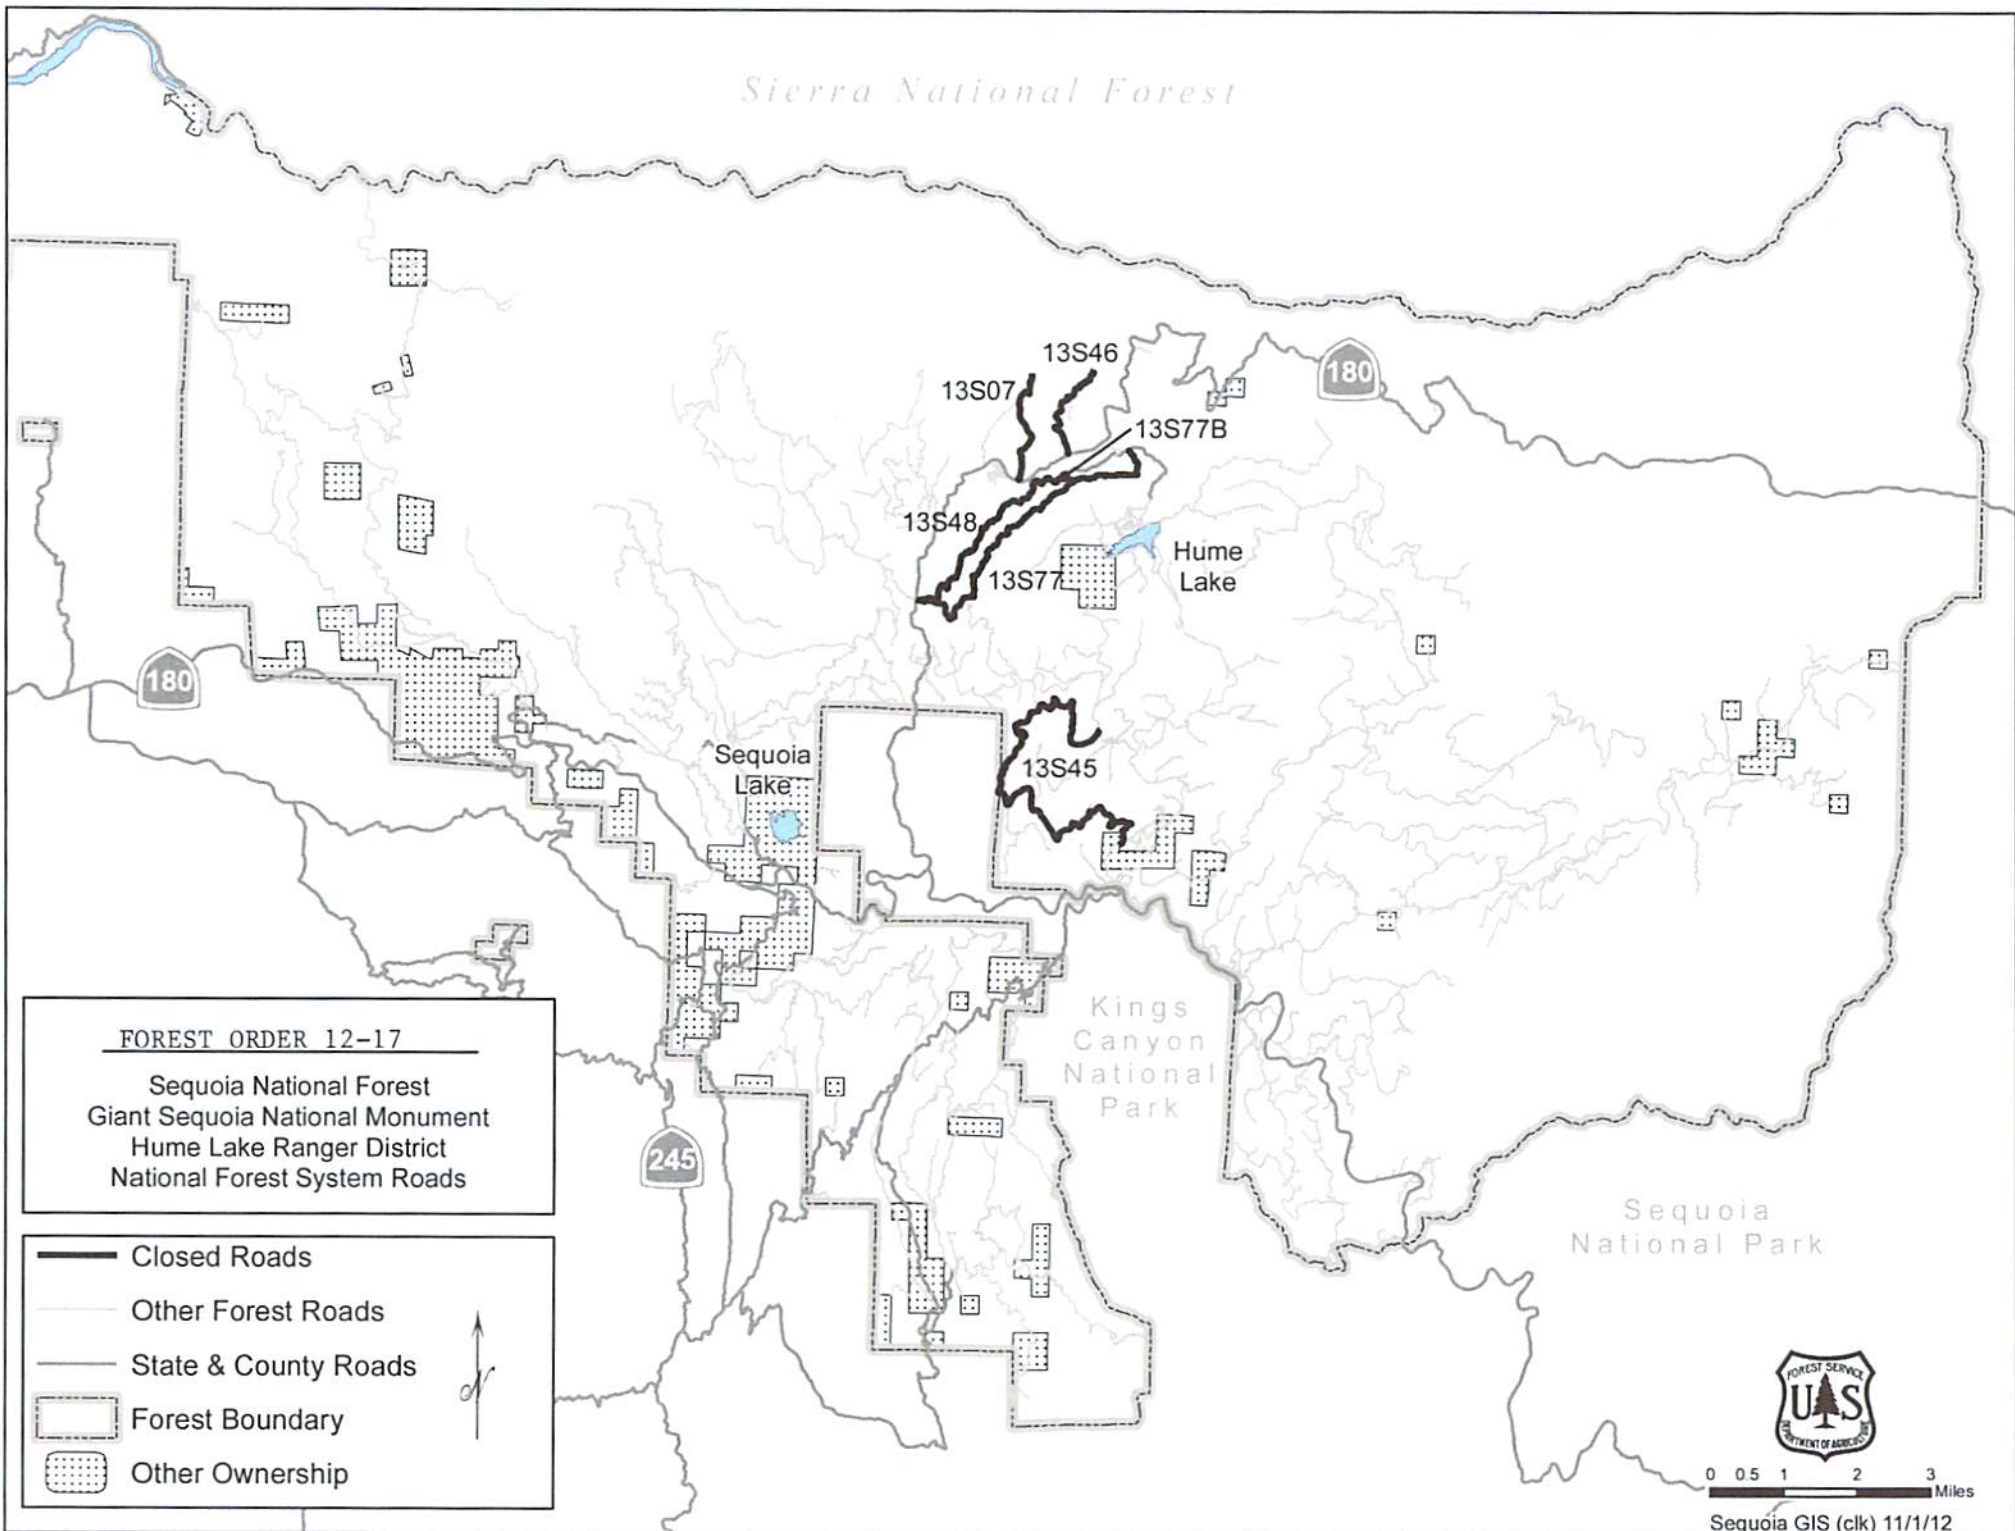 Sierra National Forest
13S46
13S07
180
13S77B
13S48
Hume
Lake
13S77
180
Sequoia
Lake
13S45
Kings
Canyon
National
Park
FOREST ORDER 12-17
Sequoia National Forest
Giant Sequoia National Monument
Hume Lake Ranger District
National Forest System Roads
245
Sequoia
National Park
Closed Roads
Other Forest Roads
State & County Roads
Forest Boundary
Other Ownership
N
FOREST SERVICE
U S
DEPARTMENT OF AGRICULTURE
0 0.5 1 2 3
Miles
Sequoia GIS (clk) 11/1/12